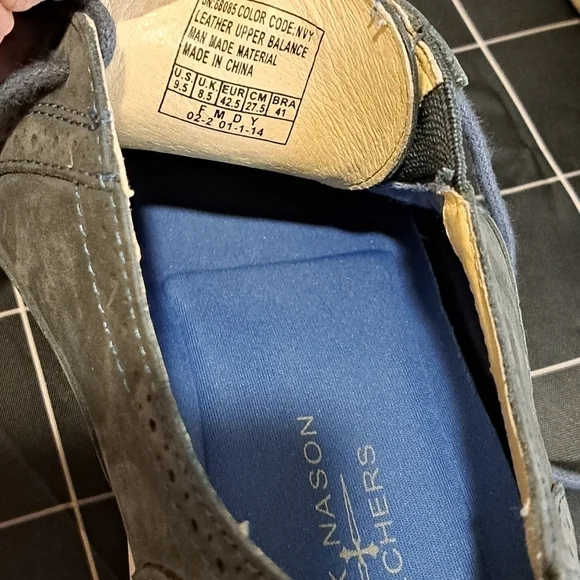 DN:68085 COLOR CODE:NVY
LEATHER UPPER BALANCE
MAN MADE MATERIAL
MADE IN CHINA
U.S U.K. EUR CM BRA
9.5 8.5 42.5 27.5 41
F M D Y
02-2 01-1-14
K NASON
CHERS